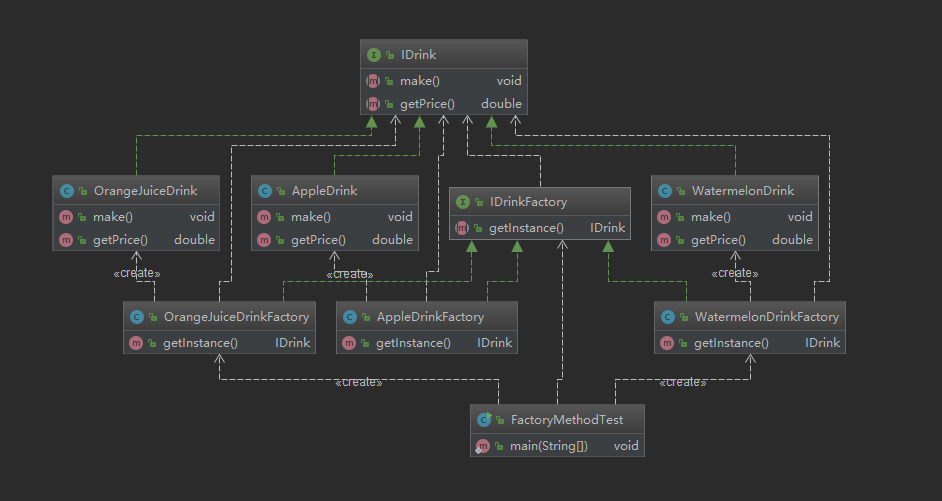 IDrink
make() void
getPrice() double
OrangeJuiceDrink
make() void
getPrice() double
AppleDrink
make() void
getPrice() double
IDrinkFactory
getInstance() IDrink
WatermelonDrink
make() void
getPrice() double
«create»
«create»
«create»
OrangeJuiceDrinkFactory
getInstance() IDrink
AppleDrinkFactory
getInstance() IDrink
WatermelonDrinkFactory
getInstance() IDrink
«create»
«create»
FactoryMethodTest
main(String[]) void